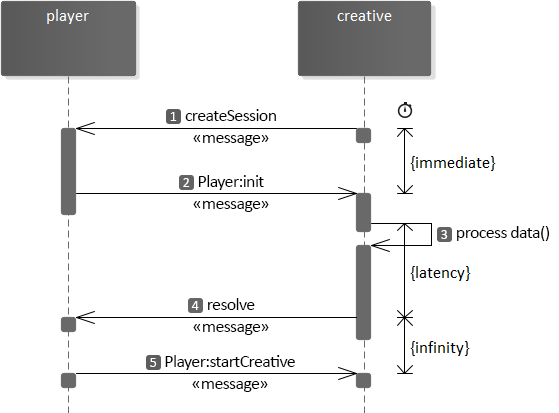 player
creative
1 createSession
«message»
{immediate}
2 Player:init
«message»
3 process data()
{latency}
4 resolve
«message»
{infinity}
5 Player:startCreative
«message»